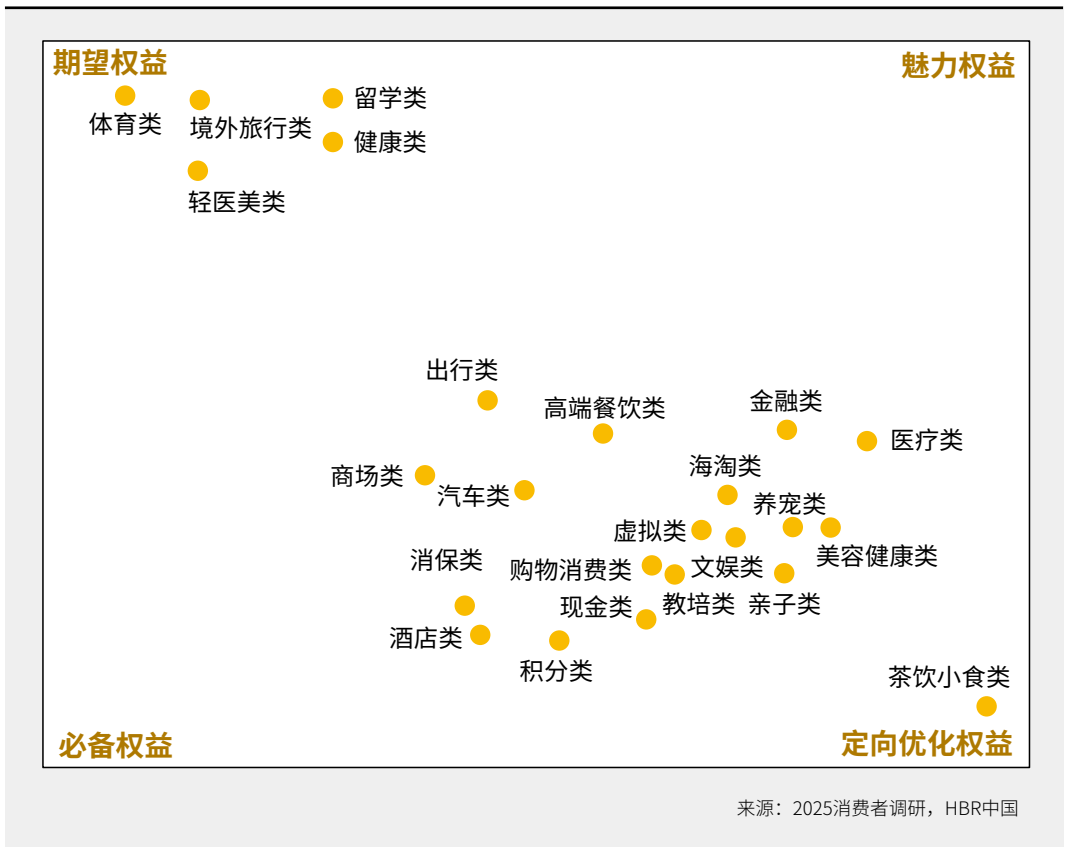 期望权益
魅力权益
体育类
境外旅行类
留学类
健康类
轻医美类
出行类
高端餐饮类
金融类
医疗类
商场类
汽车类
海淘类
养宠类
虚拟类
消保类
购物消费类
文娱类
美容健康类
现金类
教培类
亲子类
酒店类
积分类
茶饮小食类
必备权益
定向优化权益
来源：2025消费者调研，HBR中国